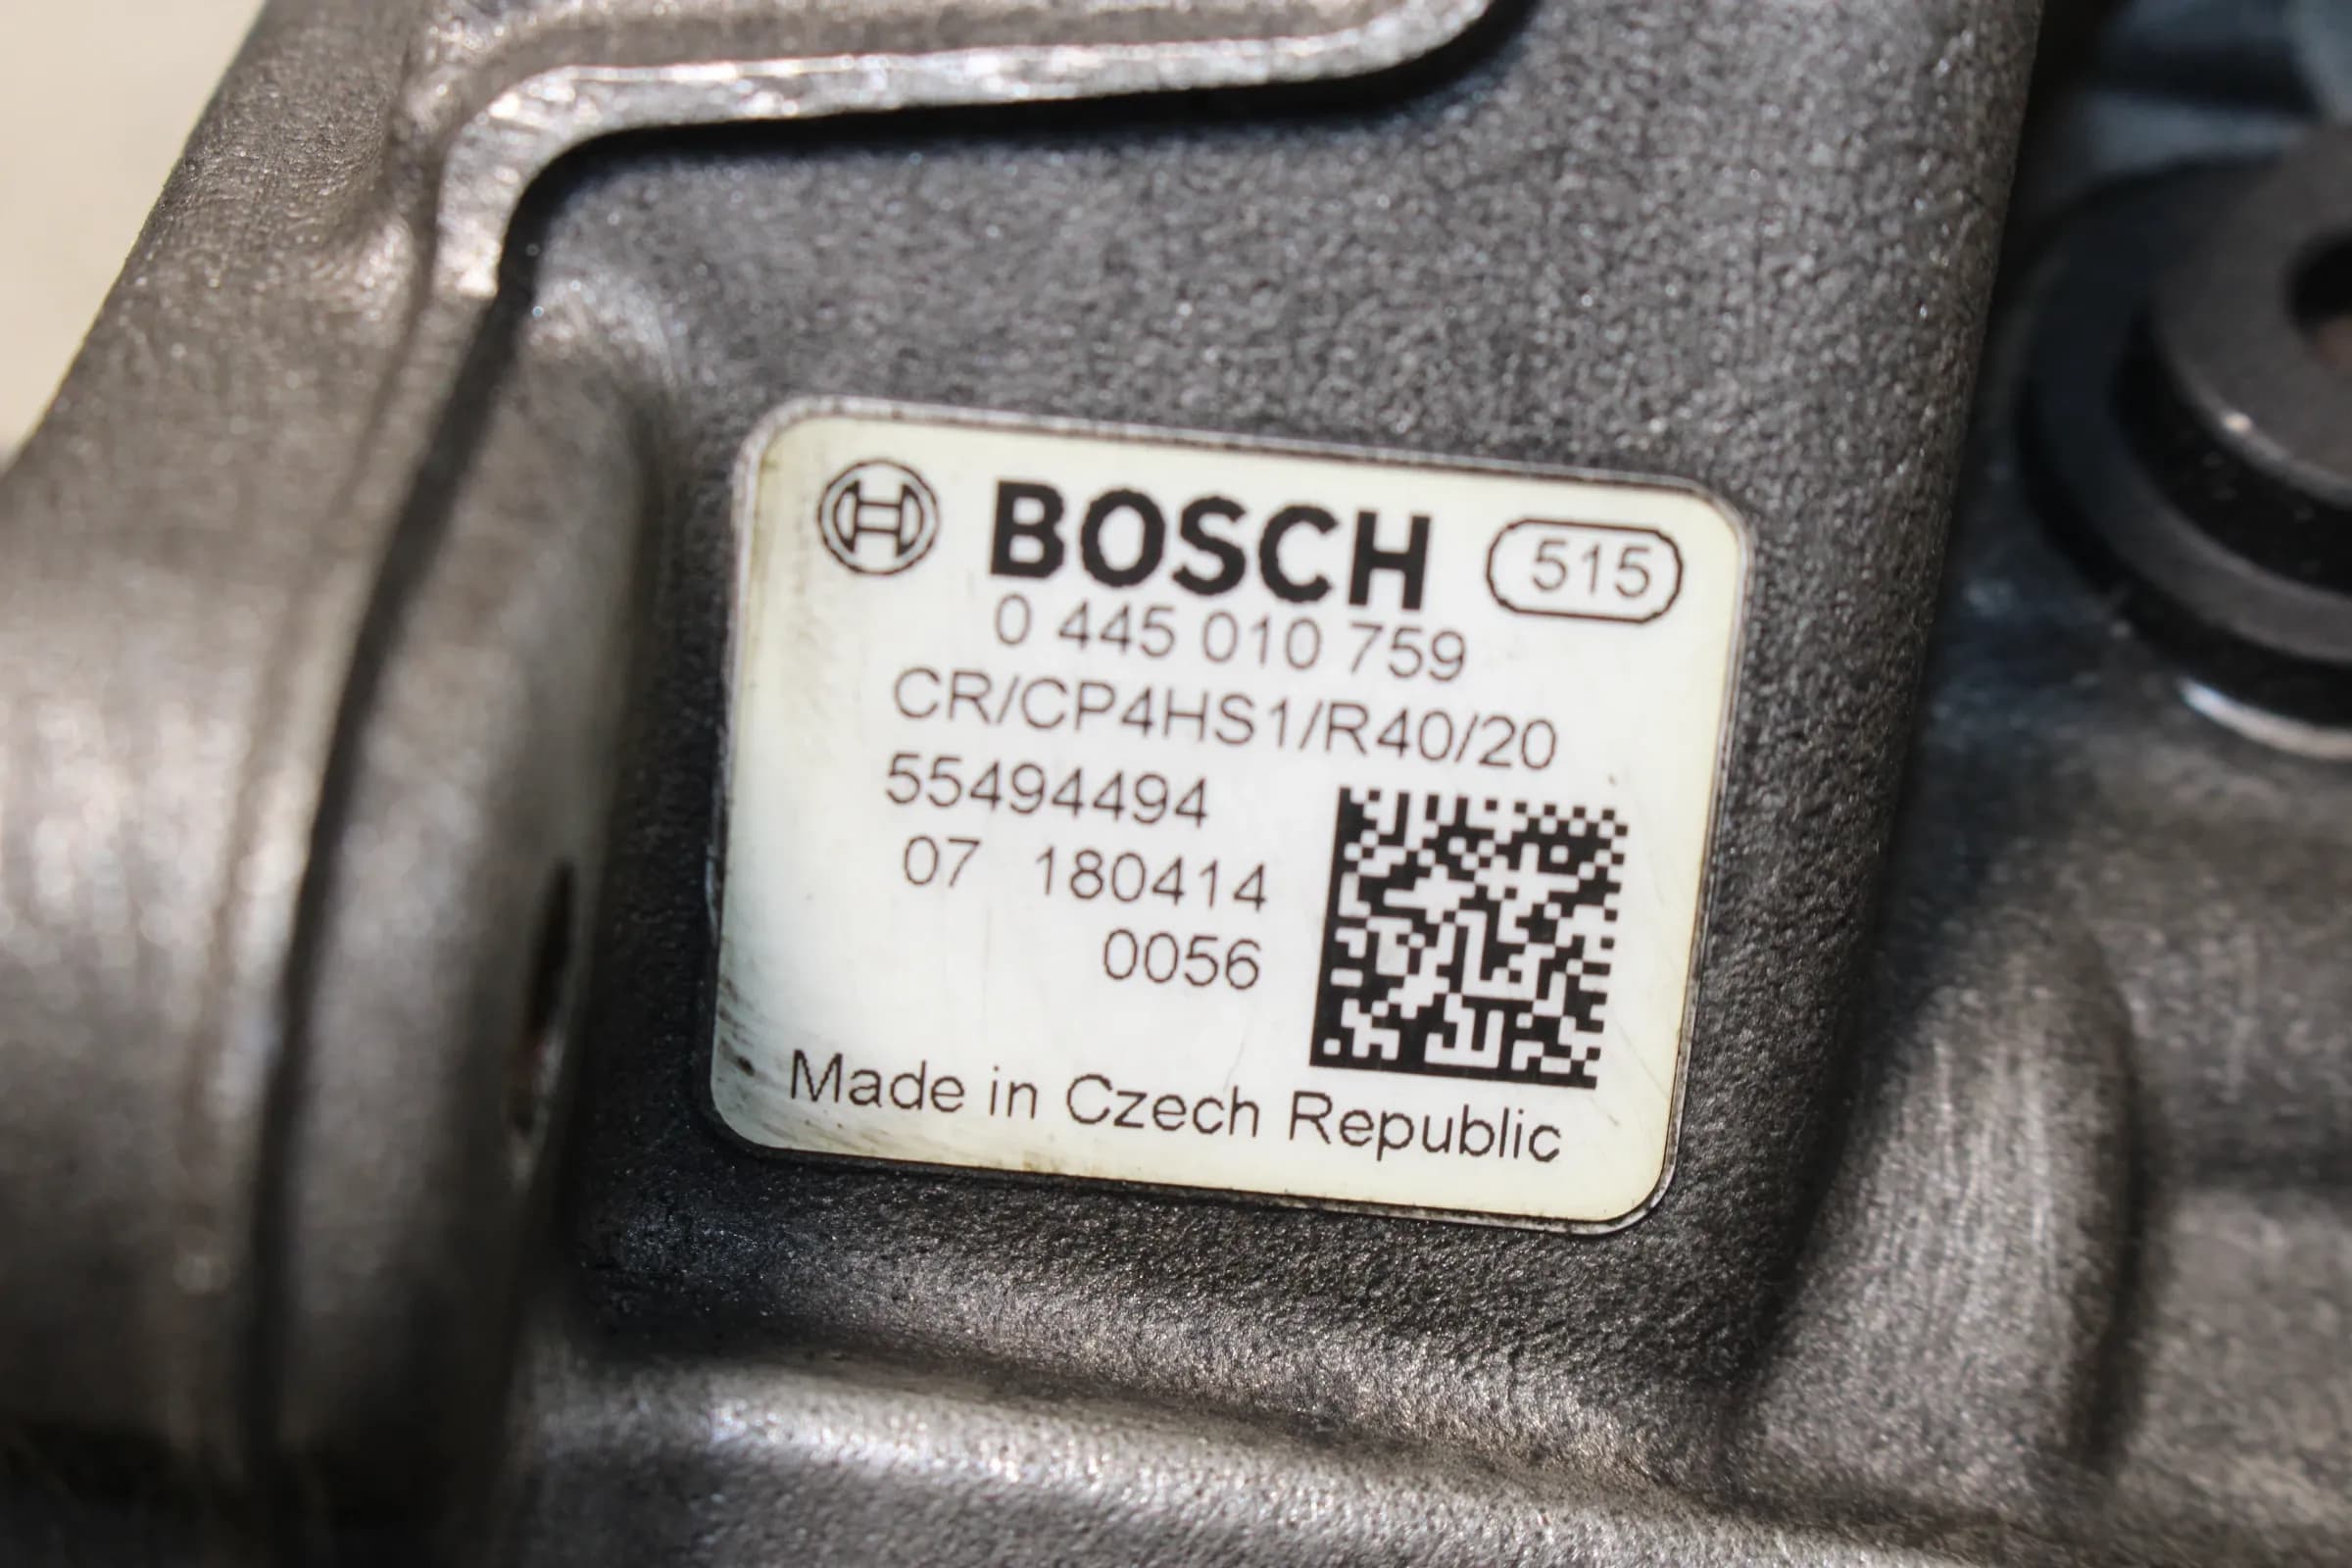 BOSCH 515
0 445 010 759
CR/CP4HS1/R40/20
55494494
07 180414
0056
Made in Czech Republic